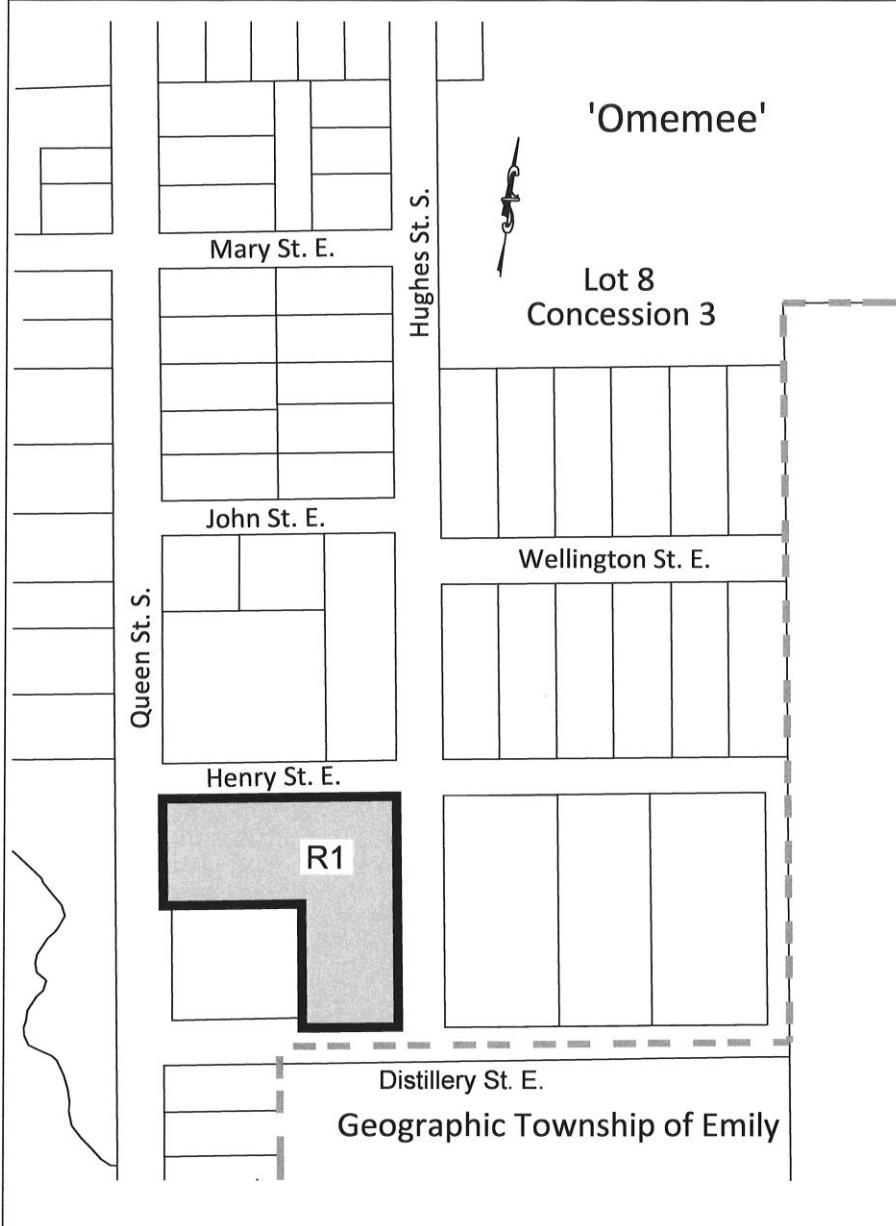 'Omemee'
Mary St. E.
Hughes St. S.
Lot 8
Concession 3
John St. E.
Wellington St. E.
Queen St. S.
Henry St. E.
R1
Distillery St. E.
Geographic Township of Emily